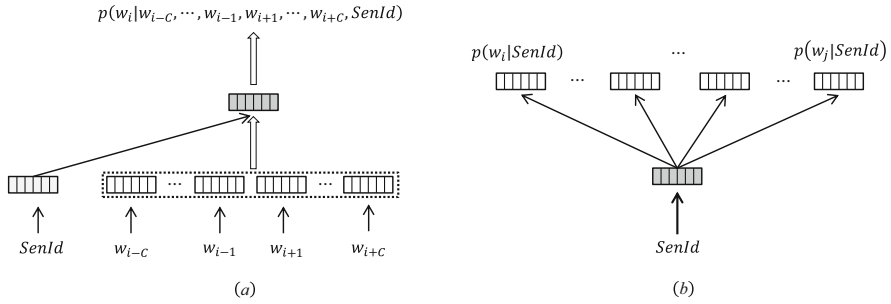 p(w_{i-C}|w_{i-C}, ⋯, w_{i-1}, w_{i+1}, ⋯, w_{i+C}, SenId)
⋯ ⋯
SenId w_{i-C} w_{i-1} w_{i+1} w_{i+C}
(a)
⋯
p(w_i|SenId) p(w_j|SenId)
⋯ ⋯
SenId
(b)